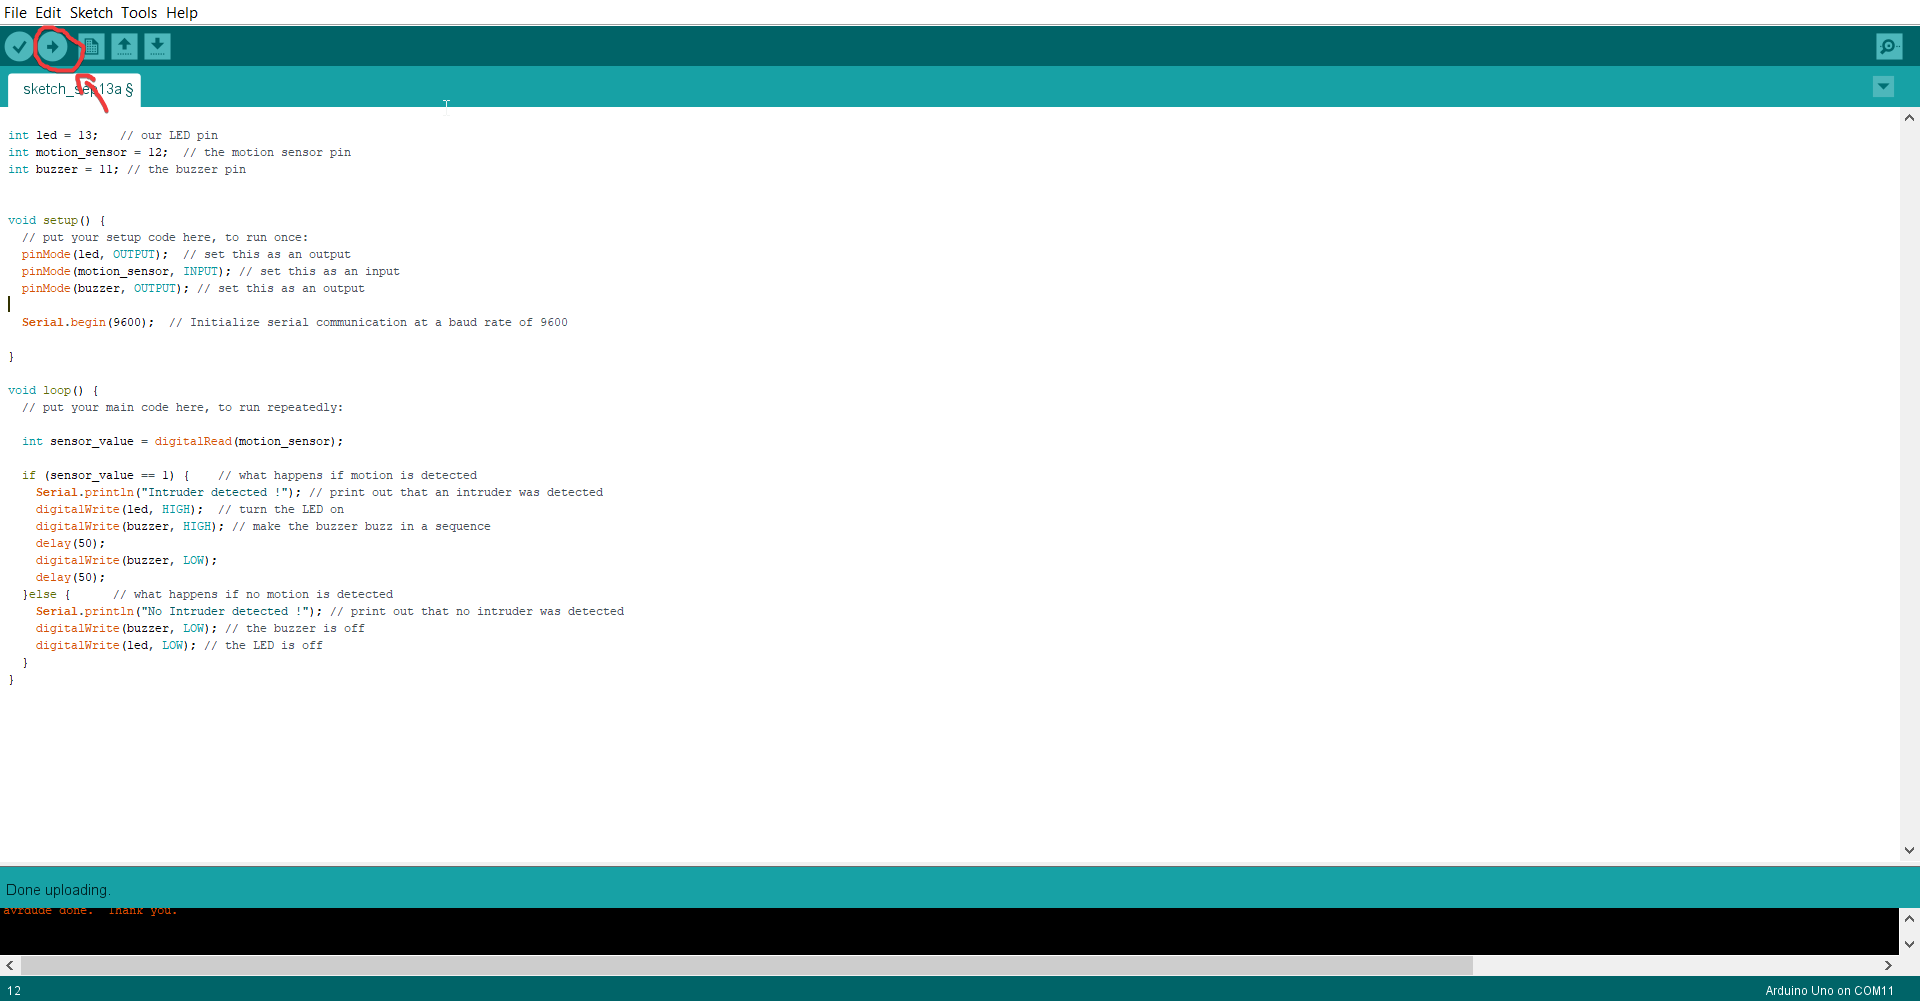 File Edit Sketch Tools Help
sketch_sep13a §
int led = 13;   // our LED pin
int motion_sensor = 12;  // the motion sensor pin
int buzzer = 11; // the buzzer pin
void setup() {
  // put your setup code here, to run once:
  pinMode(led, OUTPUT);  // set this as an output
  pinMode(motion_sensor, INPUT); // set this as an input
  pinMode(buzzer, OUTPUT); // set this as an output
  Serial.begin(9600);  // Initialize serial communication at a baud rate of 9600
}
void loop() {
  // put your main code here, to run repeatedly:
  int sensor_value = digitalRead(motion_sensor);
  if (sensor_value == 1) {    // what happens if motion is detected
    Serial.println("Intruder detected !"); // print out that an intruder was detected
    digitalWrite(led, HIGH);  // turn the LED on
    digitalWrite(buzzer, HIGH); // make the buzzer buzz in a sequence
    delay(50);
    digitalWrite(buzzer, LOW);
    delay(50);
  }else {      // what happens if no motion is detected
    Serial.println("No Intruder detected !"); // print out that no intruder was detected
    digitalWrite(buzzer, LOW); // the buzzer is off
    digitalWrite(led, LOW); // the LED is off
  }
}
Done uploading.
avrdude done.  Thank you.
12
Arduino Uno on COM11